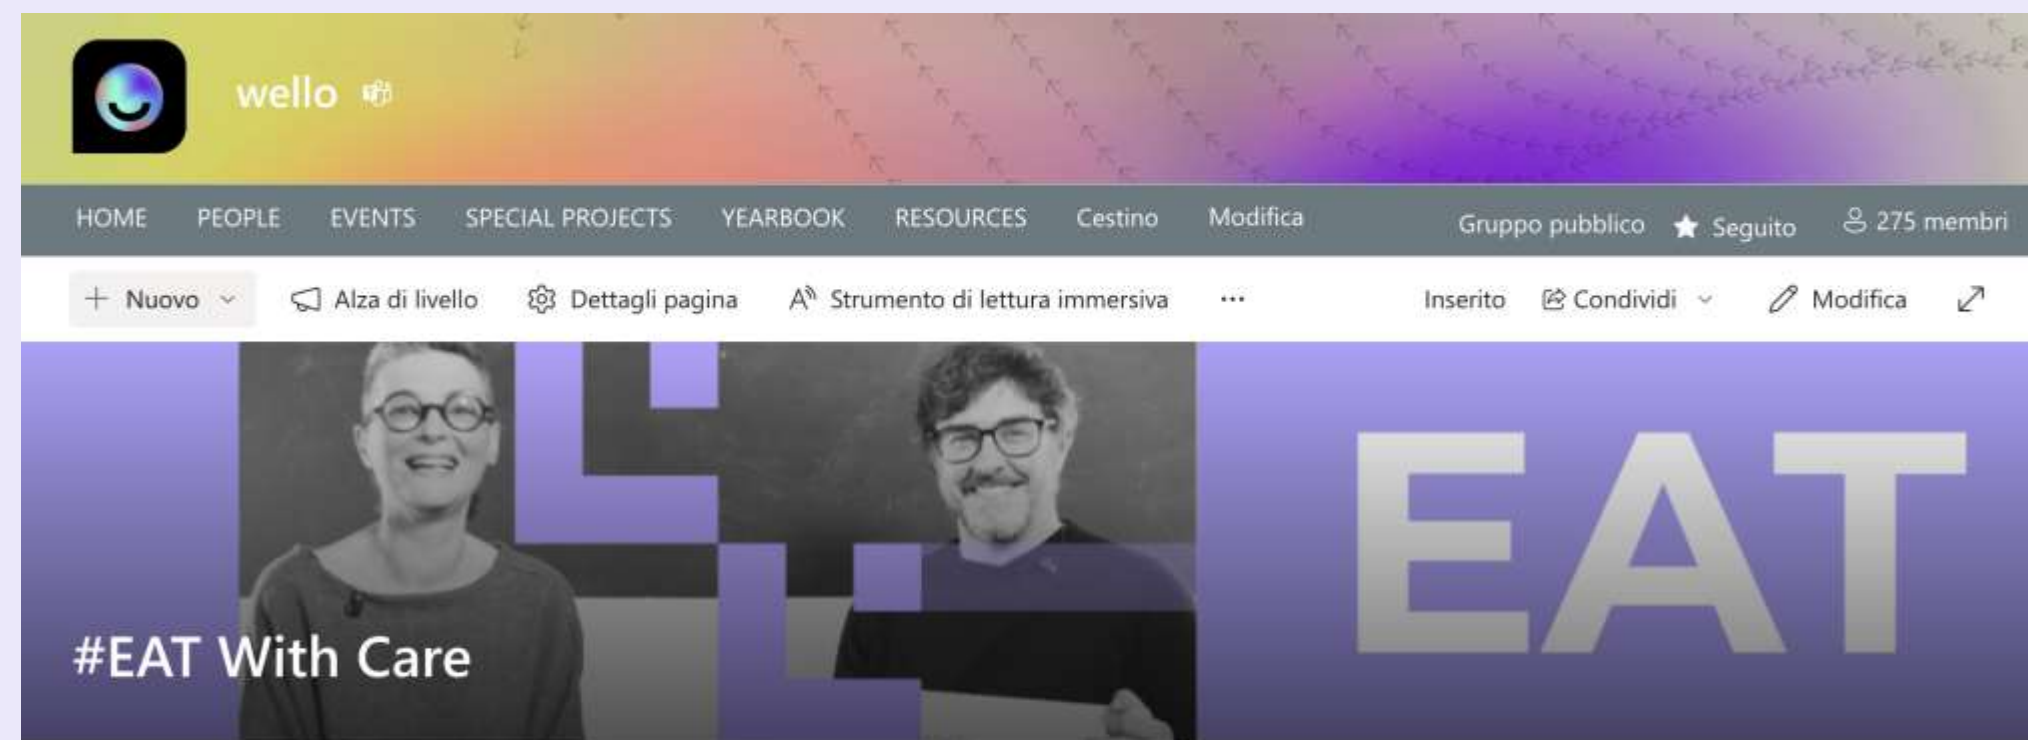 wello
HOME PEOPLE EVENTS SPECIAL PROJECTS YEARBOOK RESOURCES Cestino Modifica Gruppo pubblico Seguito 275 membri
Nuovo Alza di livello Dettagli pagina Strumento di lettura immersiva ... Inserito Condividi Modifica
EAT
#EAT With Care